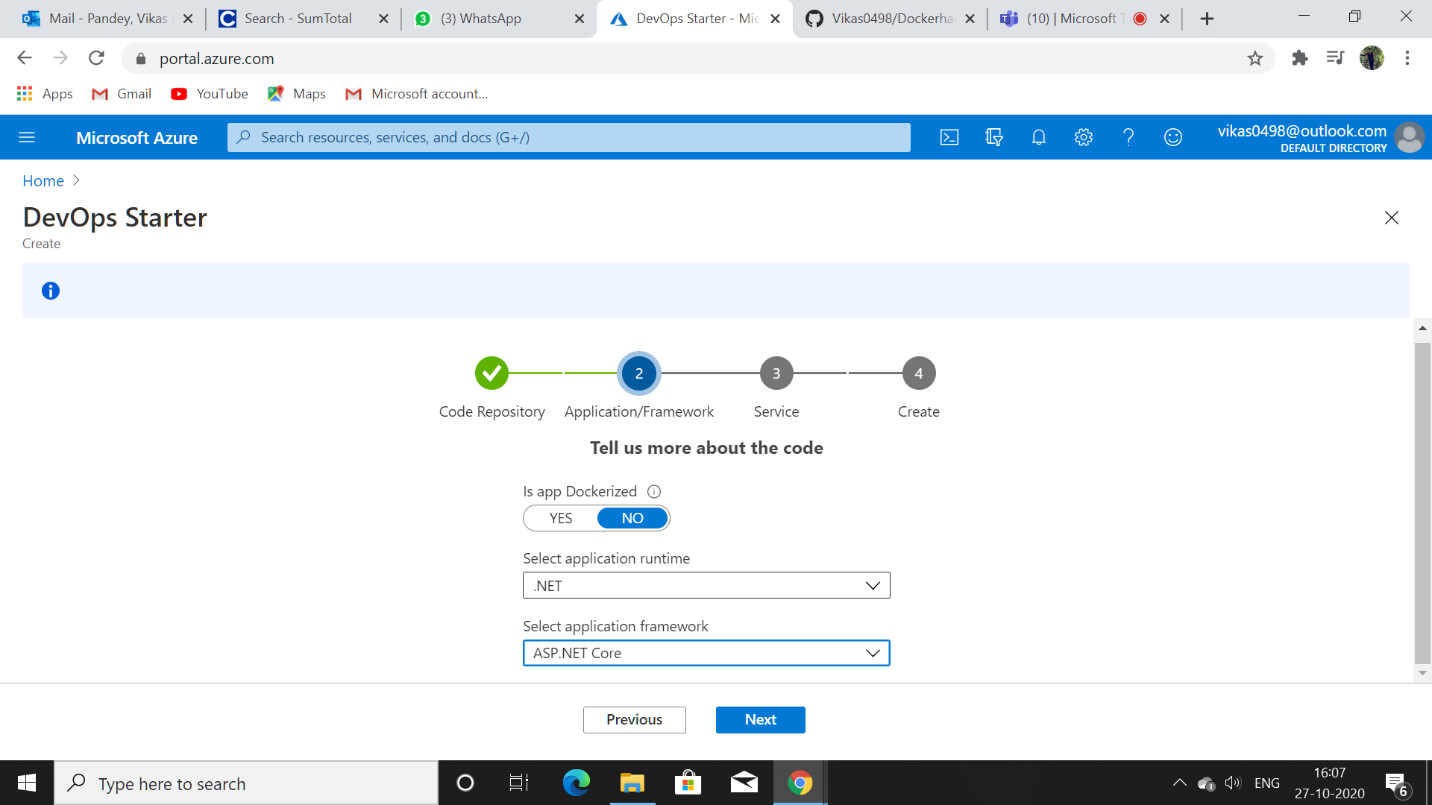 Mail - Pandey, Vikas
Search - SumTotal
3 (3) WhatsApp
DevOps Starter - Mic
Vikas0498/Dockerha
(10) | Microsoft T
portal.azure.com
Apps
Gmail
YouTube
Maps
Microsoft account...
Microsoft Azure
Search resources, services, and docs (G+/)
vikas0498@outlook.com
DEFAULT DIRECTORY
Home
DevOps Starter
Create
2
3
4
Code Repository
Application/Framework
Service
Create
Tell us more about the code
Is app Dockerized
YES
NO
Select application runtime
.NET
Select application framework
ASP.NET Core
Previous
Next
Type here to search
ENG
16:07
27-10-2020
6